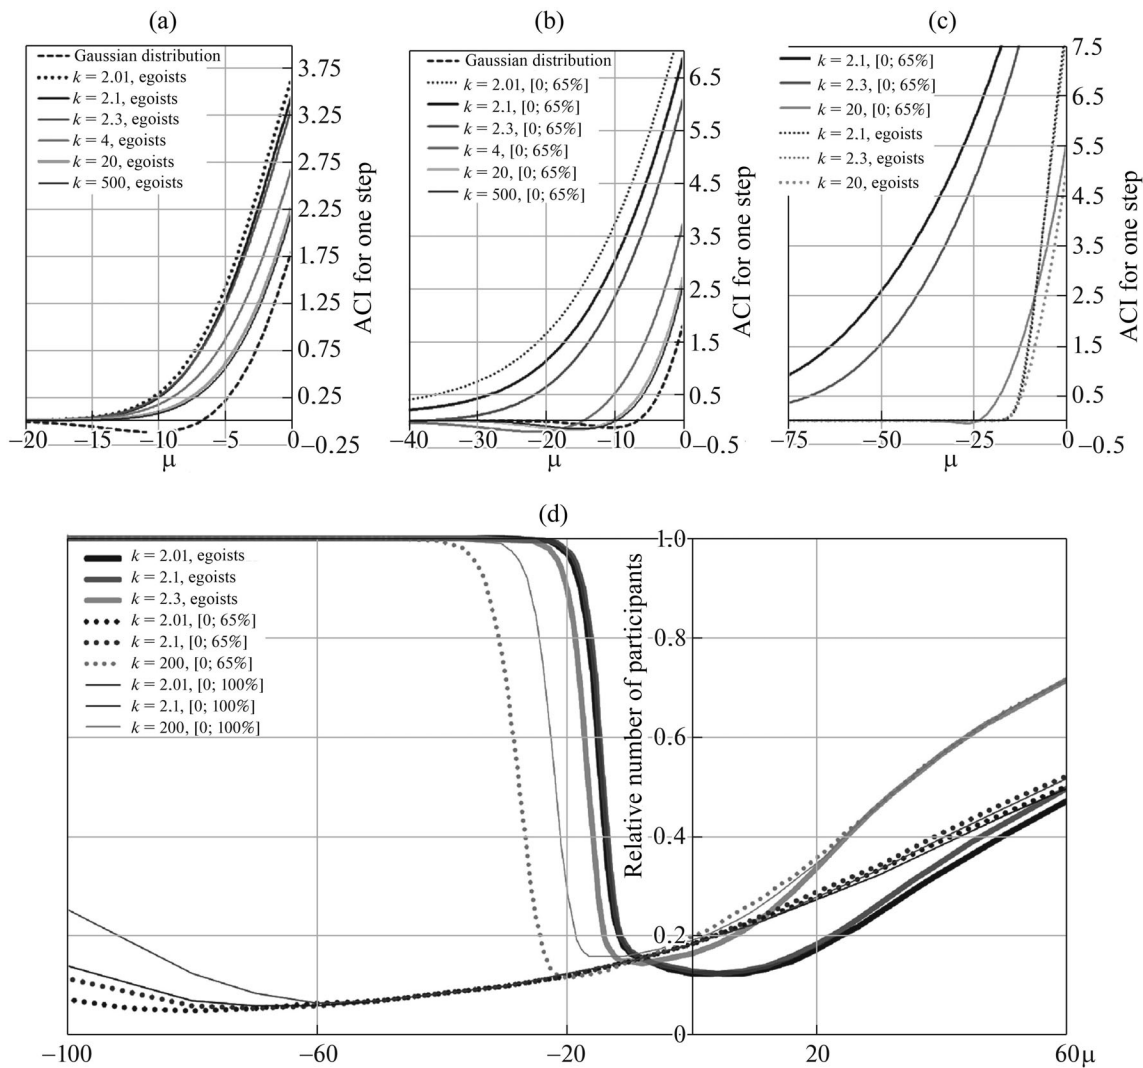 (a)
Gaussian distribution
k = 2.01, egoists
k = 2.1, egoists
k = 2.3, egoists
k = 4, egoists
k = 20, egoists
k = 500, egoists
3.75
3.25
2.75
2.25
1.75
1.25
0.75
0.25
−0.25
ACI for one step
−20
−15
−10
−5
0
μ
(b)
Gaussian distribution
k = 2.01, [0; 65%]
k = 2.1, [0; 65%]
k = 2.3, [0; 65%]
k = 4, [0; 65%]
k = 20, [0; 65%]
k = 500, [0; 65%]
6.5
5.5
4.5
3.5
2.5
1.5
0.5
−0.5
ACI for one step
−40
−30
−20
−10
0
μ
(c)
k = 2.1, [0; 65%]
k = 2.3, [0; 65%]
k = 20, [0; 65%]
k = 2.1, egoists
k = 2.3, egoists
k = 20, egoists
7.5
6.5
5.5
4.5
3.5
2.5
1.5
0.5
−0.5
ACI for one step
−75
−50
−25
0
μ
(d)
k = 2.01, egoists
k = 2.1, egoists
k = 2.3, egoists
k = 2.01, [0; 65%]
k = 2.1, [0; 65%]
k = 200, [0; 65%]
k = 2.01, [0; 100%]
k = 2.1, [0; 100%]
k = 200, [0; 100%]
Relative number of participants
1.0
0.8
0.6
0.4
0.2
0
−100
−60
−20
20
60 μ